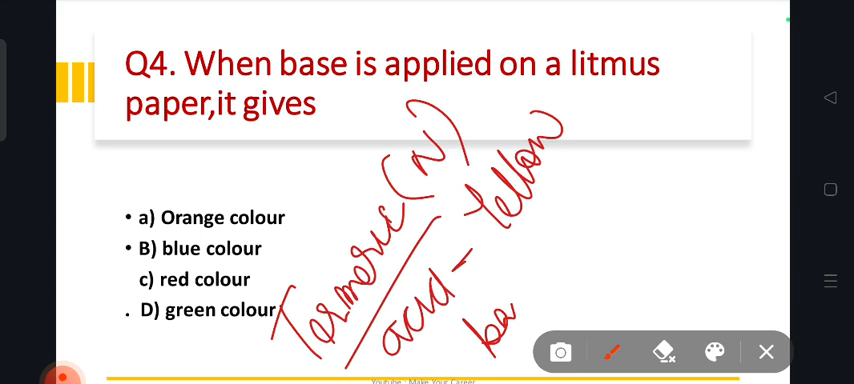 Q4. When base is applied on a litmus
paper,it gives
• a) Orange colour
• B) blue colour
c) red colour
. D) green colour
Termeric (N)
acid - Yellow
ba
Youtube : Make Your Career